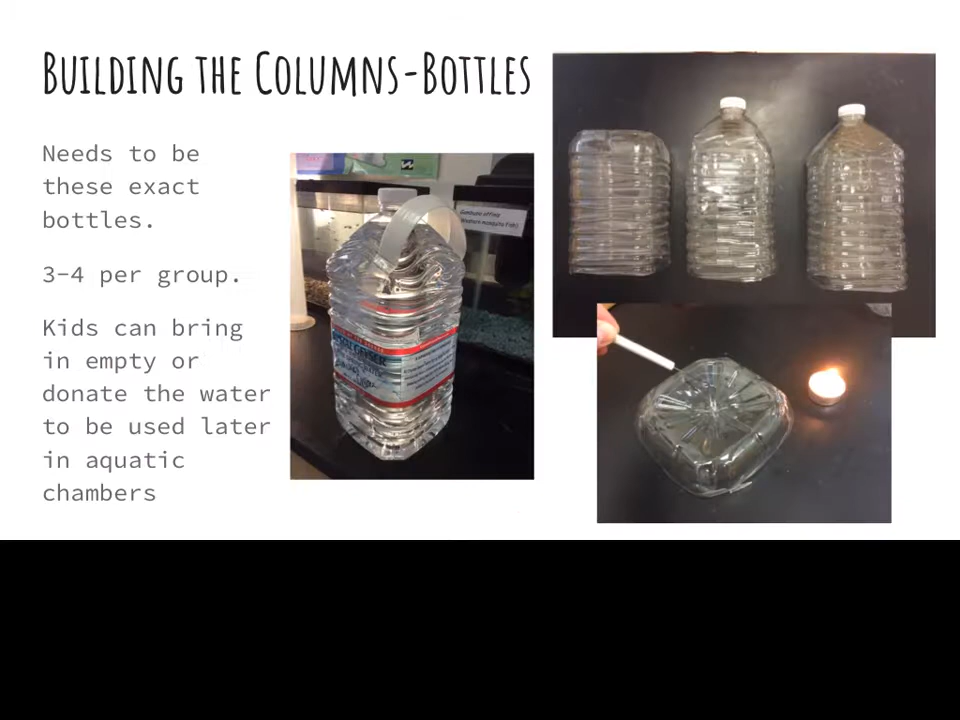 Building the Columns-Bottles
Needs to be
these exact
bottles.
3-4 per group.
Kids can bring
in empty or
donate the water
to be used later
in aquatic
chambers